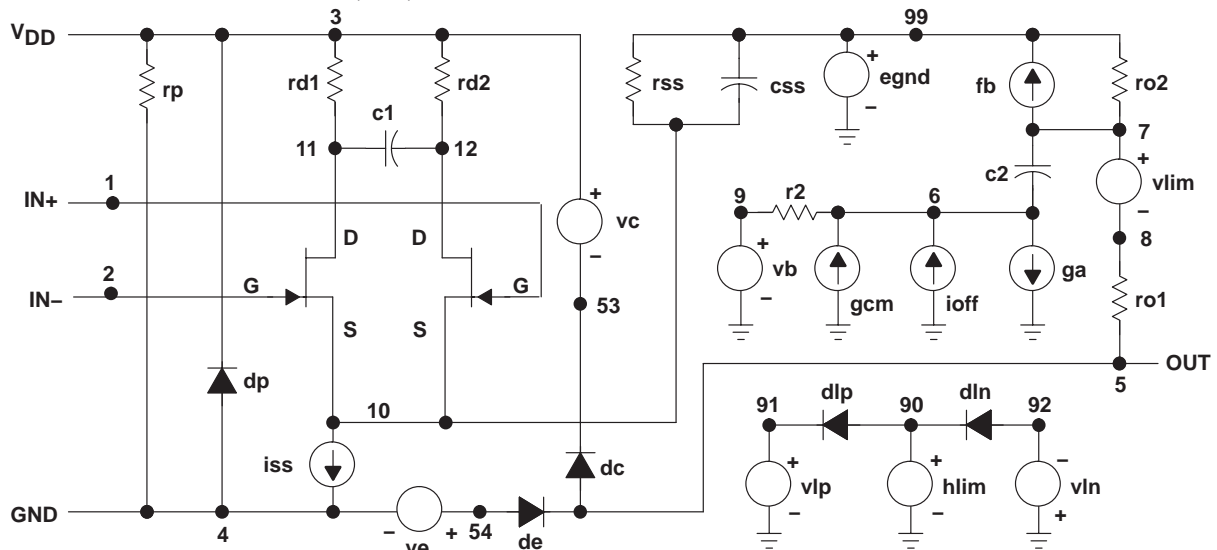 3 99
V_DD
rp rd1 rd2 rss css + egnd − fb ro2
c1
11 12 7
1 c2 + vlim −
IN+ 9 r2 6
+ vc − 8
D D + vb − gcm ioff ga
2
IN− G G ro1
53
S S
OUT
dp 5
10 91 dlp 90 dln 92
iss dc + vlp − + hlim − − vln +
GND
4 − ve + 54 de